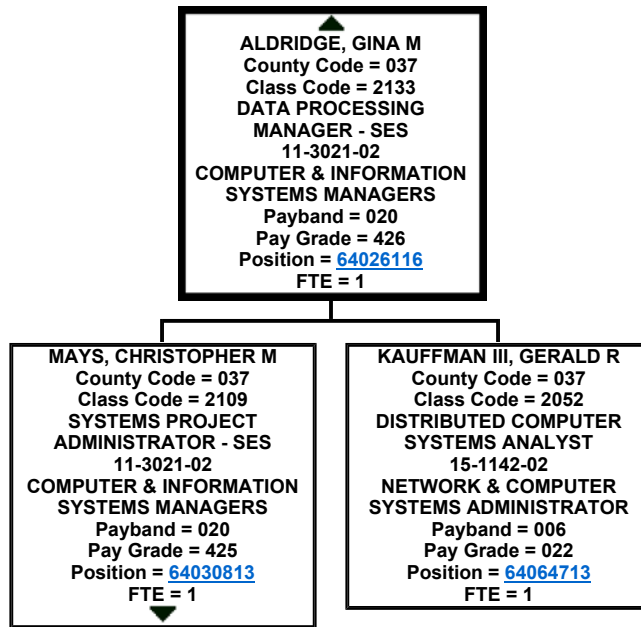 ALDRIDGE, GINA M
County Code = 037
Class Code = 2133
DATA PROCESSING
MANAGER - SES
11-3021-02
COMPUTER & INFORMATION
SYSTEMS MANAGERS
Payband = 020
Pay Grade = 426
Position = 64026116
FTE = 1
MAYS, CHRISTOPHER M
County Code = 037
Class Code = 2109
SYSTEMS PROJECT
ADMINISTRATOR - SES
11-3021-02
COMPUTER & INFORMATION
SYSTEMS MANAGERS
Payband = 020
Pay Grade = 425
Position = 64030813
FTE = 1
KAUFFMAN III, GERALD R
County Code = 037
Class Code = 2052
DISTRIBUTED COMPUTER
SYSTEMS ANALYST
15-1142-02
NETWORK & COMPUTER
SYSTEMS ADMINISTRATOR
Payband = 006
Pay Grade = 022
Position = 64064713
FTE = 1